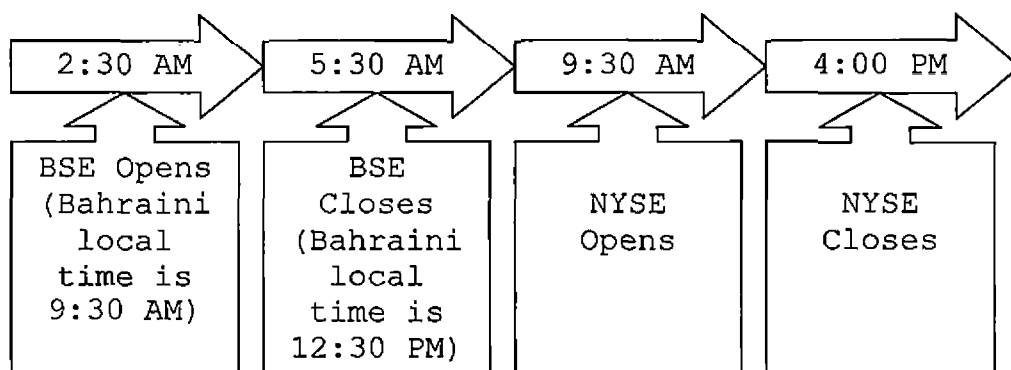 2:30 AM
5:30 AM
9:30 AM
4:00 PM
BSE Opens
(Bahraini
local
time is
9:30 AM)
BSE
Closes
(Bahraini
local
time is
12:30 PM)
NYSE
Opens
NYSE
Closes